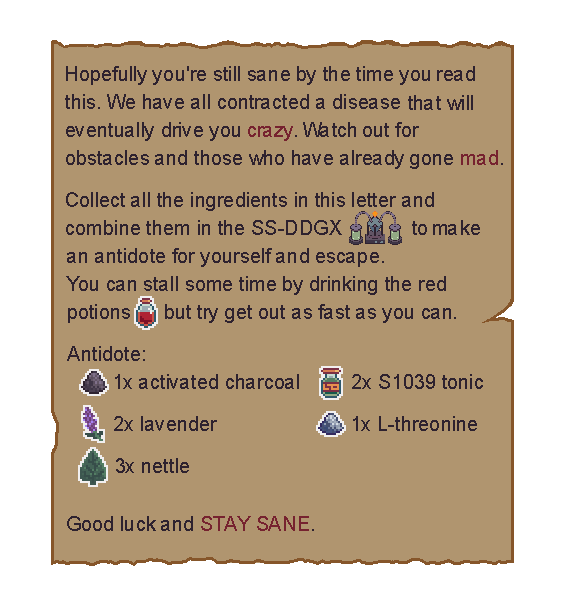 Hopefully you're still sane by the time you read
this. We have all contracted a disease that will
eventually drive you crazy. Watch out for
obstacles and those who have already gone mad.
Collect all the ingredients in this letter and
combine them in the SS-DDGX to make
an antidote for yourself and escape.
You can stall some time by drinking the red
potions but try get out as fast as you can.
Antidote:
1x activated charcoal 2x S1039 tonic
2x lavender 1x L-threonine
3x nettle
Good luck and STAY SANE.